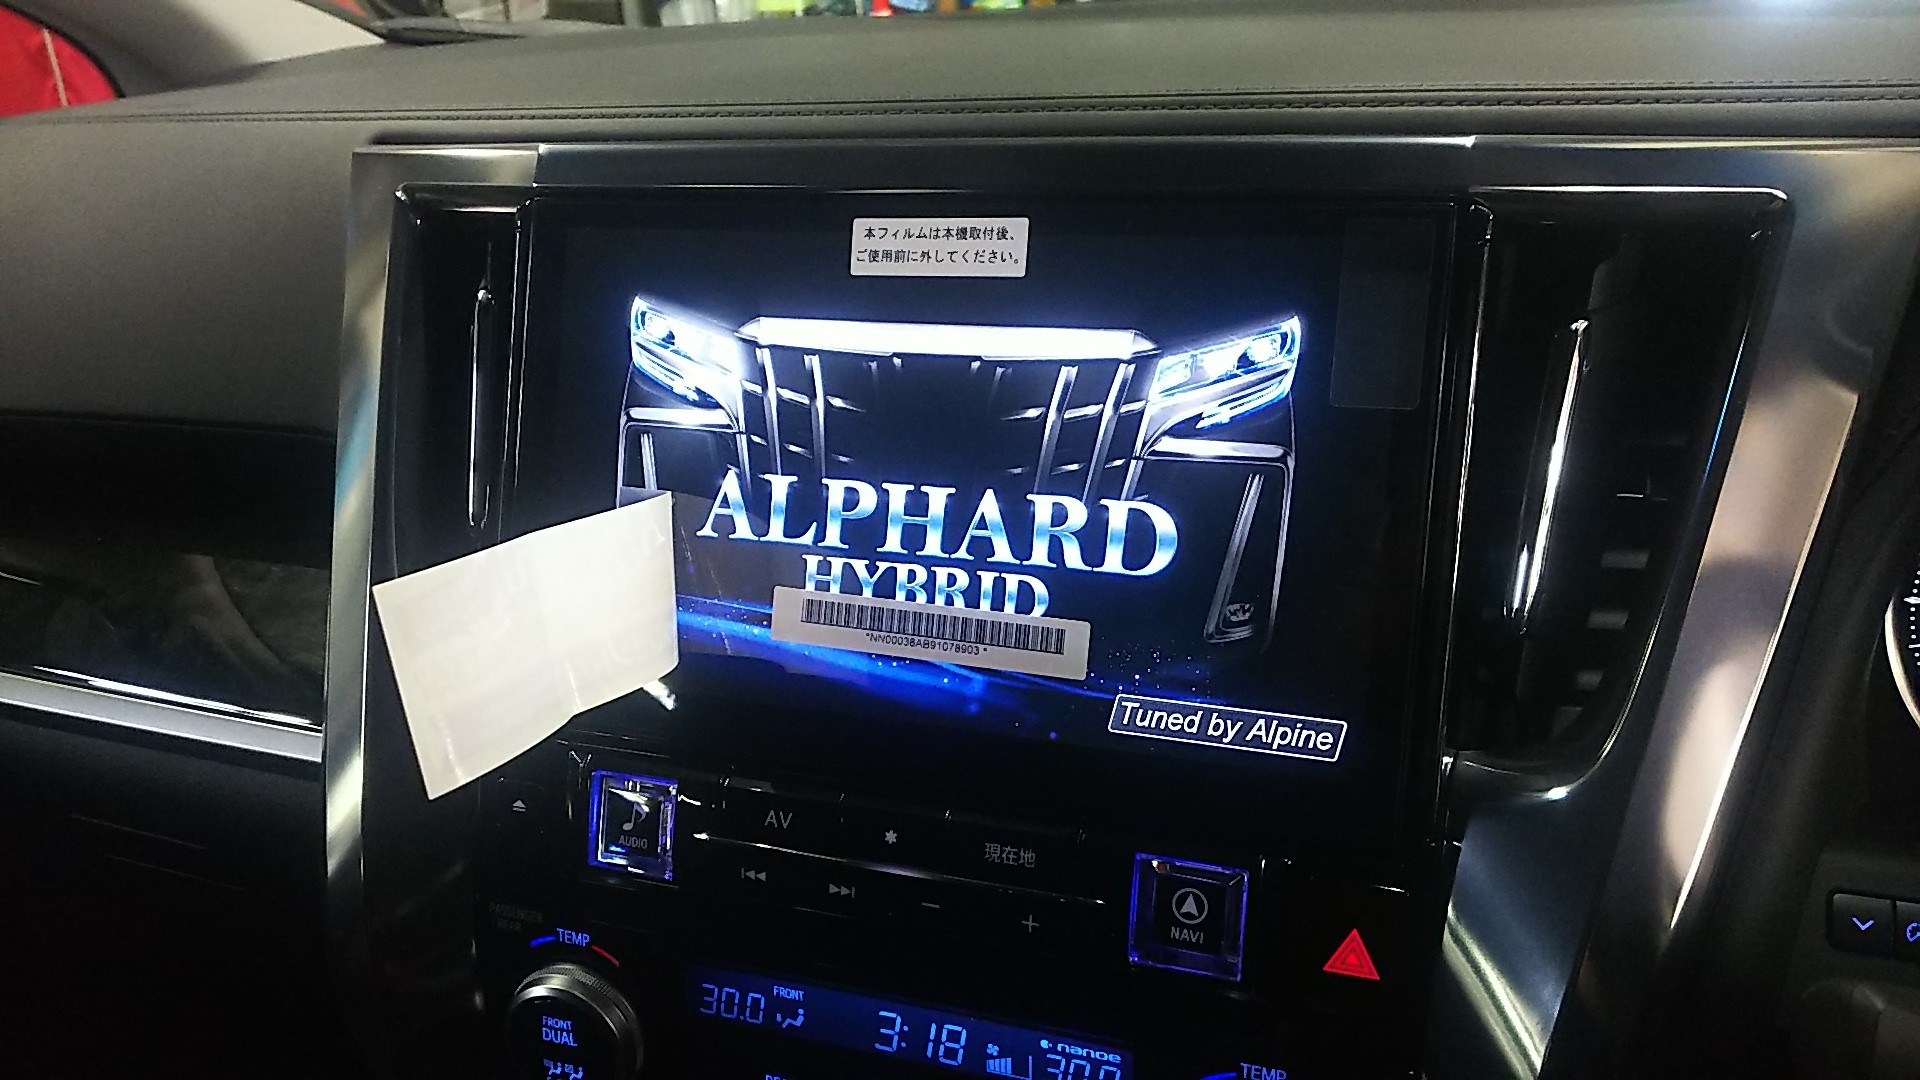 本フィルムは本機取付後、
ご使用前に外してください。
ALPHARD
HYBRID
*NN00038AB91078903*
Tuned by Alpine
AUDIO
AV
*
現在地
NAVI
PASSENGER
TEMP
FRONT
DUAL
30.0 FRONT
3:18
nanoe
30.0
TEMP